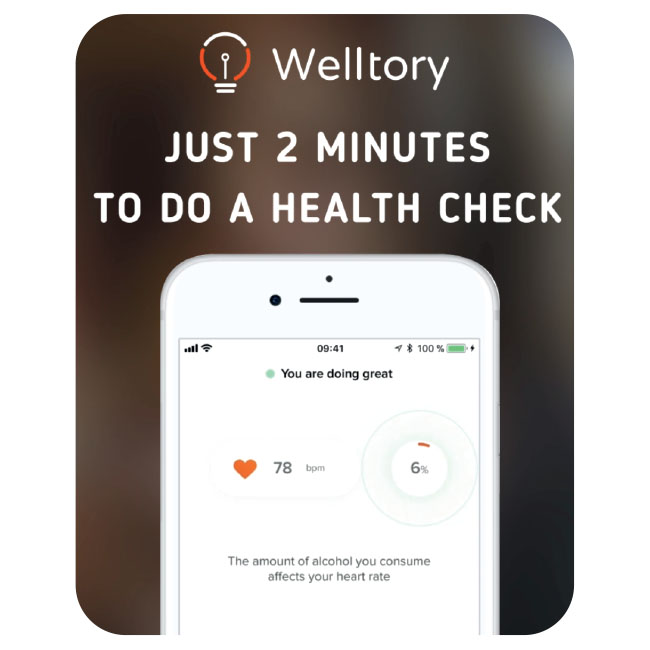 Welltory
JUST 2 MINUTES
TO DO A HEALTH CHECK
09:41
100 %
You are doing great
78 bpm
6%
The amount of alcohol you consume
affects your heart rate